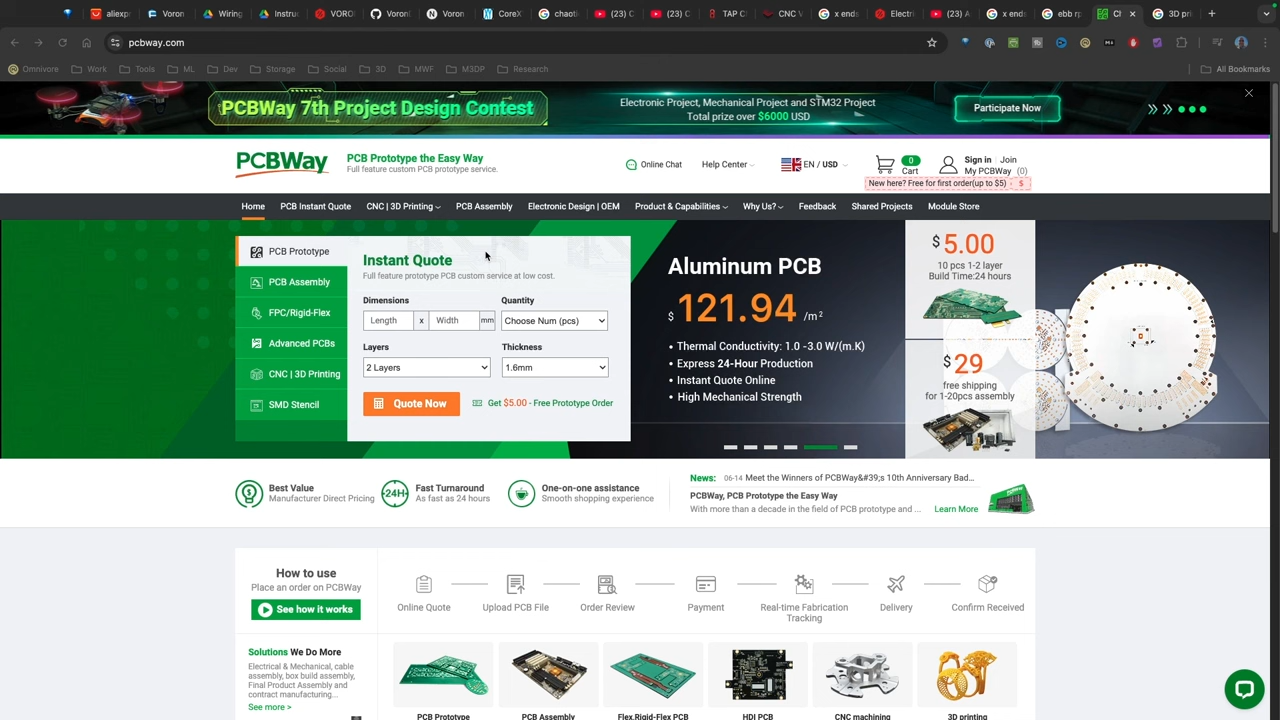 aliexpr
F
Voron
Wiring
Instruc
VORO
Voron
Voron
CoreX
chaot
(23) C
(23) C
TAP C
CNC V
x ends
Electri
(23) A
x ends
ebb rp
Ch
3D pri
pcbway.com
Omnivore Work Tools ML Dev Storage Social 3D MWF M3DP Research All Bookmarks
PCBWay 7th Project Design Contest
Electronic Project, Mechanical Project and STM32 Project
Total prize over $6000 USD
Participate Now
PCBWay
PCB Prototype the Easy Way
Full feature custom PCB prototype service.
Online Chat
Help Center
EN / USD
0
Cart
Sign in | Join
My PCBWay (0)
New here? Free for first order(up to $5) $
Home PCB Instant Quote CNC | 3D Printing PCB Assembly Electronic Design | OEM Product & Capabilities Why Us? Feedback Shared Projects Module Store
PCB Prototype
PCB Assembly
FPC/Rigid-Flex
Advanced PCBs
CNC | 3D Printing
SMD Stencil
Instant Quote
Full feature prototype PCB custom service at low cost.
Dimensions Quantity
Length x Width mm Choose Num (pcs)
Layers Thickness
2 Layers 1.6mm
Quote Now Get $5.00 - Free Prototype Order
Aluminum PCB
$ 121.94 /m²
• Thermal Conductivity: 1.0 -3.0 W/(m.K)
• Express 24-Hour Production
• Instant Quote Online
• High Mechanical Strength
$ 5.00
10 pcs 1-2 layer
Build Time:24 hours
$ 29
free shipping
for 1-20pcs assembly
Best Value
Manufacturer Direct Pricing
24H
Fast Turnaround
As fast as 24 hours
One-on-one assistance
Smooth shopping experience
News: 06-14 Meet the Winners of PCBWay&#39;s 10th Anniversary Bad...
PCBWay, PCB Prototype the Easy Way
With more than a decade in the field of PCB prototype and ... Learn More
How to use
Place an order on PCBWay
See how it works
Online Quote
Upload PCB File
Order Review
Payment
Real-time Fabrication
Tracking
Delivery
Confirm Received
Solutions We Do More
Electrical & Mechanical, cable
assembly, box build assembly,
Final Product Assembly and
contract manufacturing...
See more >
PCB Prototype
PCB Assembly
Flex,Rigid-Flex PCB
HDI PCB
CNC machining
3D printing